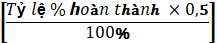 [Tỷ lệ % hoàn thành × 0,5
100%]